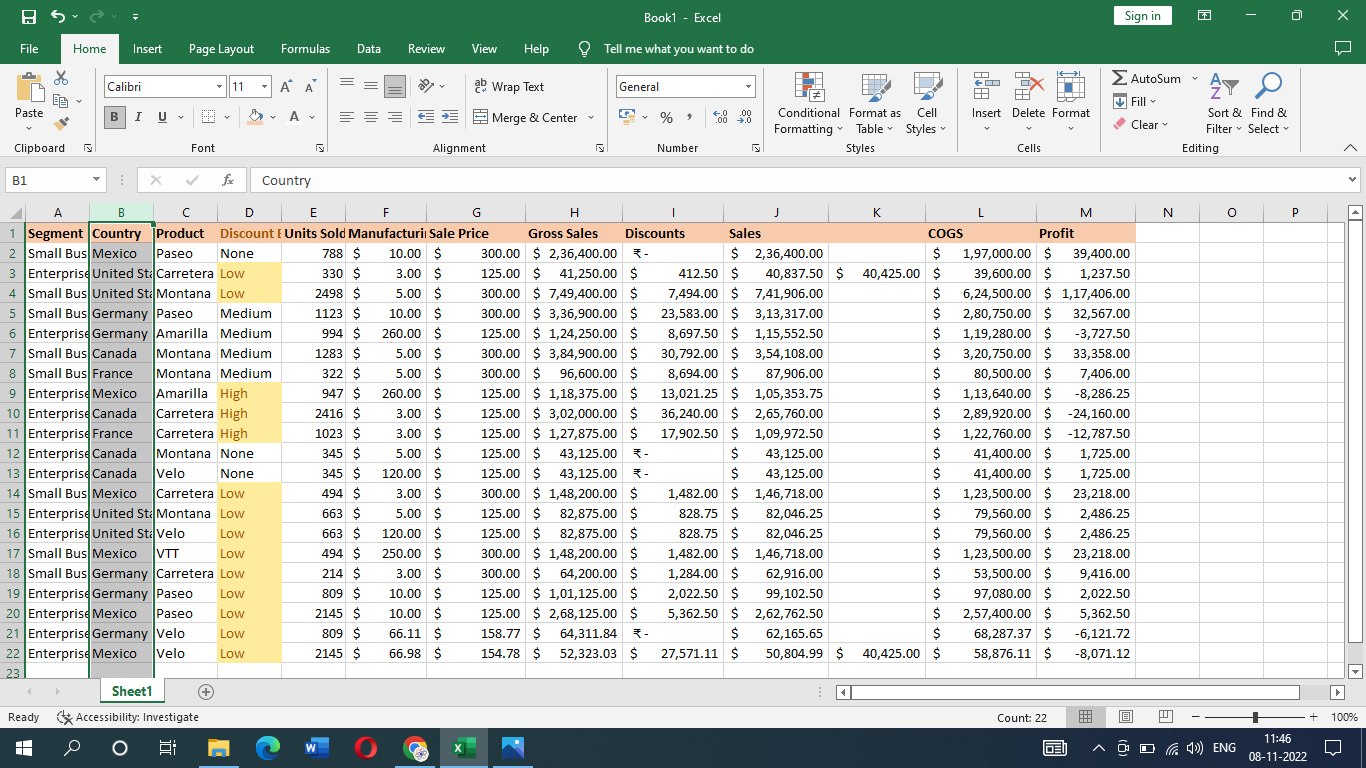 Book1 - Excel Sign in
File Home Insert Page Layout Formulas Data Review View Help Tell me what you want to do
Paste Calibri 11 A A ab Wrap Text General Conditional Formatting Format as Table Cell Styles Insert Delete Format AutoSum Fill Clear Sort & Filter Find & Select
B I U A Merge & Center % , .0 .00 .00 .0
Clipboard Font Alignment Number Styles Cells Editing
B1 fx Country
A B C D E F G H I J K L M N O P
1 Segment Country Product Discount Units Sold Manufacturi Sale Price Gross Sales Discounts Sales COGS Profit
2 Small Bus Mexico Paseo None 788 $ 10.00 $ 300.00 $ 2,36,400.00 ₹ - $ 2,36,400.00 $ 1,97,000.00 $ 39,400.00
3 Enterprise United Sta Carretera Low 330 $ 3.00 $ 125.00 $ 41,250.00 $ 412.50 $ 40,837.50 $ 40,425.00 $ 39,600.00 $ 1,237.50
4 Small Bus United Sta Montana Low 2498 $ 5.00 $ 300.00 $ 7,49,400.00 $ 7,494.00 $ 7,41,906.00 $ 6,24,500.00 $ 1,17,406.00
5 Small Bus Germany Paseo Medium 1123 $ 10.00 $ 300.00 $ 3,36,900.00 $ 23,583.00 $ 3,13,317.00 $ 2,80,750.00 $ 32,567.00
6 Enterprise Germany Amarilla Medium 994 $ 260.00 $ 125.00 $ 1,24,250.00 $ 8,697.50 $ 1,15,552.50 $ 1,19,280.00 $ -3,727.50
7 Small Bus Canada Montana Medium 1283 $ 5.00 $ 300.00 $ 3,84,900.00 $ 30,792.00 $ 3,54,108.00 $ 3,20,750.00 $ 33,358.00
8 Small Bus France Montana Medium 322 $ 5.00 $ 300.00 $ 96,600.00 $ 8,694.00 $ 87,906.00 $ 80,500.00 $ 7,406.00
9 Enterprise Mexico Amarilla High 947 $ 260.00 $ 125.00 $ 1,18,375.00 $ 13,021.25 $ 1,05,353.75 $ 1,13,640.00 $ -8,286.25
10 Enterprise Canada Carretera High 2416 $ 3.00 $ 125.00 $ 3,02,000.00 $ 36,240.00 $ 2,65,760.00 $ 2,89,920.00 $ -24,160.00
11 Enterprise France Carretera High 1023 $ 3.00 $ 125.00 $ 1,27,875.00 $ 17,902.50 $ 1,09,972.50 $ 1,22,760.00 $ -12,787.50
12 Enterprise Canada Montana None 345 $ 5.00 $ 125.00 $ 43,125.00 ₹ - $ 43,125.00 $ 41,400.00 $ 1,725.00
13 Enterprise Canada Velo None 345 $ 120.00 $ 125.00 $ 43,125.00 ₹ - $ 43,125.00 $ 41,400.00 $ 1,725.00
14 Small Bus Mexico Carretera Low 494 $ 3.00 $ 300.00 $ 1,48,200.00 $ 1,482.00 $ 1,46,718.00 $ 1,23,500.00 $ 23,218.00
15 Enterprise United Sta Montana Low 663 $ 5.00 $ 125.00 $ 82,875.00 $ 828.75 $ 82,046.25 $ 79,560.00 $ 2,486.25
16 Enterprise United Sta Velo Low 663 $ 120.00 $ 125.00 $ 82,875.00 $ 828.75 $ 82,046.25 $ 79,560.00 $ 2,486.25
17 Small Bus Mexico VTT Low 494 $ 250.00 $ 300.00 $ 1,48,200.00 $ 1,482.00 $ 1,46,718.00 $ 1,23,500.00 $ 23,218.00
18 Small Bus Germany Carretera Low 214 $ 3.00 $ 300.00 $ 64,200.00 $ 1,284.00 $ 62,916.00 $ 53,500.00 $ 9,416.00
19 Enterprise Germany Paseo Low 809 $ 10.00 $ 125.00 $ 1,01,125.00 $ 2,022.50 $ 99,102.50 $ 97,080.00 $ 2,022.50
20 Enterprise Mexico Paseo Low 2145 $ 10.00 $ 125.00 $ 2,68,125.00 $ 5,362.50 $ 2,62,762.50 $ 2,57,400.00 $ 5,362.50
21 Enterprise Germany Velo Low 809 $ 66.11 $ 158.77 $ 64,311.84 ₹ - $ 62,165.65 $ 68,287.37 $ -6,121.72
22 Enterprise Mexico Velo Low 2145 $ 66.98 $ 154.78 $ 52,323.03 $ 27,571.11 $ 50,804.99 $ 40,425.00 $ 58,876.11 $ -8,071.12
23
Sheet1
Ready Accessibility: Investigate Count: 22 100%
ENG 11:46
08-11-2022